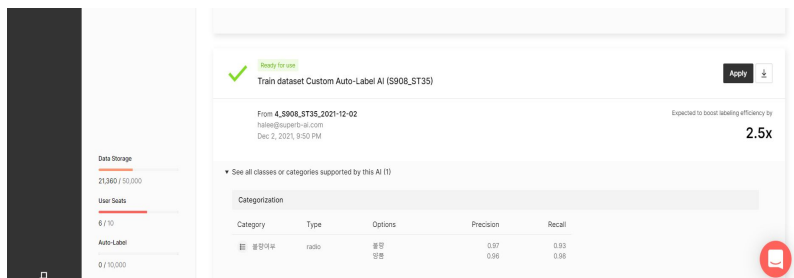 Ready for use
Train dataset Custom Auto-Label AI (S908_ST35)
Apply
From 4_S908_ST35_2021-12-02
halee@superb-ai.com
Dec 2, 2021, 9:50 PM
Expected to boost labeling efficiency by
2.5x
Data Storage
21,360 / 50,000
User Seats
6 / 10
Auto-Label
0 / 10,000
▾ See all classes or categories supported by this AI (1)
Categorization
Category Type Options Precision Recall
불량여부 radio 불량 0.97 0.93
양품 0.96 0.98